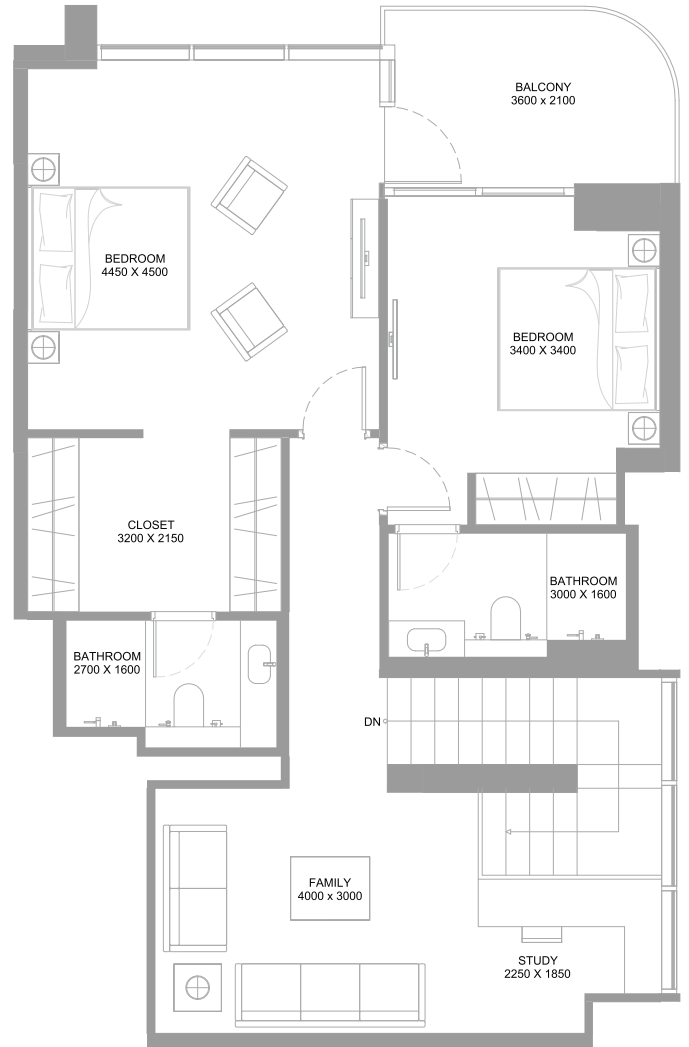 BALCONY
3600 x 2100
BEDROOM
4450 X 4500
BEDROOM
3400 X 3400
CLOSET
3200 X 2150
BATHROOM
3000 X 1600
BATHROOM
2700 X 1600
DN
FAMILY
4000 x 3000
STUDY
2250 X 1850